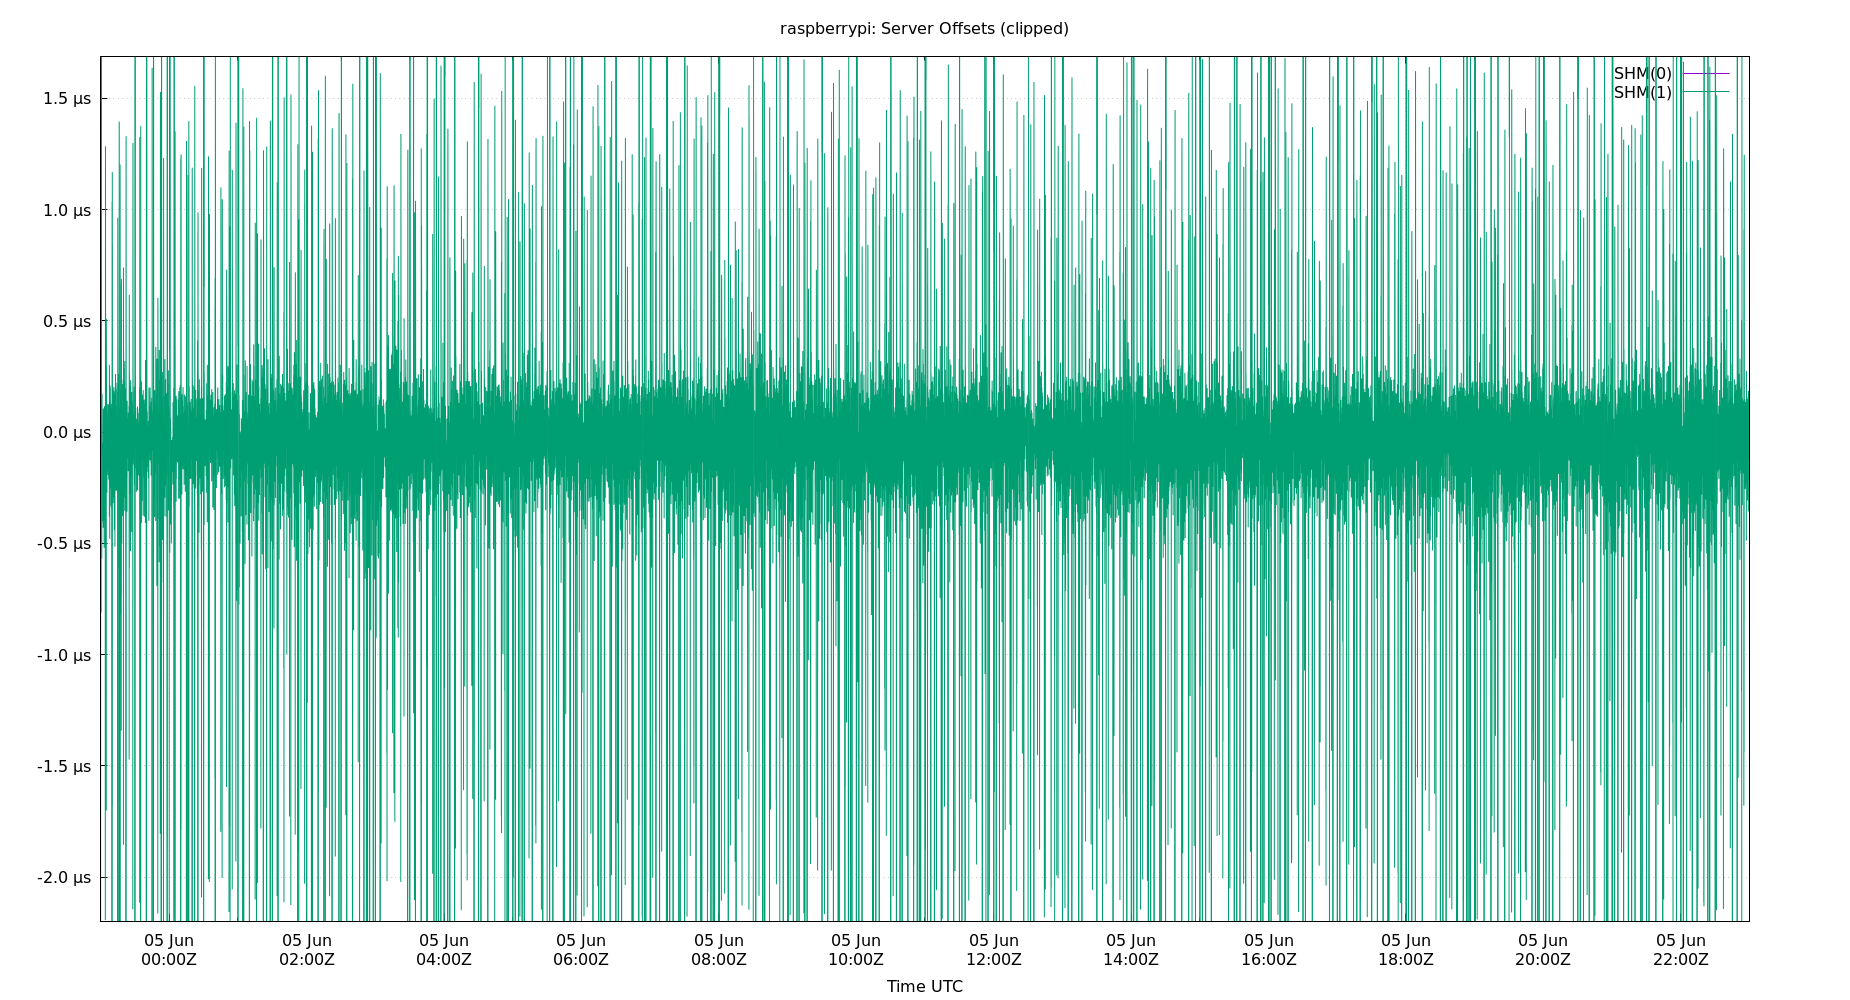 raspberrypi: Server Offsets (clipped)
SHM(0)
SHM(1)
1.5 µs
1.0 µs
0.5 µs
0.0 µs
-0.5 µs
-1.0 µs
-1.5 µs
-2.0 µs
05 Jun 05 Jun 05 Jun 05 Jun 05 Jun 05 Jun 05 Jun 05 Jun 05 Jun 05 Jun 05 Jun 05 Jun
00:00Z 02:00Z 04:00Z 06:00Z 08:00Z 10:00Z 12:00Z 14:00Z 16:00Z 18:00Z 20:00Z 22:00Z
Time UTC